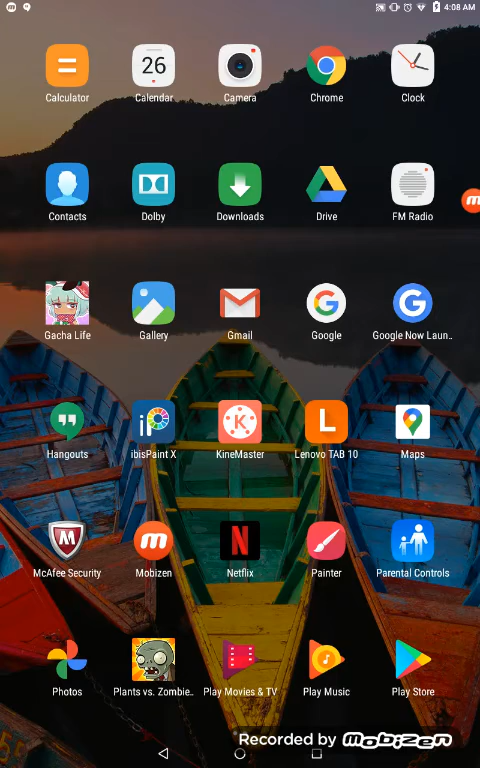 4:08 AM
26
Calculator
Calendar
Camera
Chrome
Clock
Contacts
Dolby
Downloads
Drive
FM Radio
Gacha Life
Gallery
Gmail
Google
Google Now Laun..
iP
K
L
Hangouts
ibisPaint X
KineMaster
Lenovo TAB 10
Maps
McAfee Security
Mobizen
Netflix
Painter
Parental Controls
Photos
Plants vs. Zombie..
Play Movies & TV
Play Music
Play Store
Recorded by mobizen